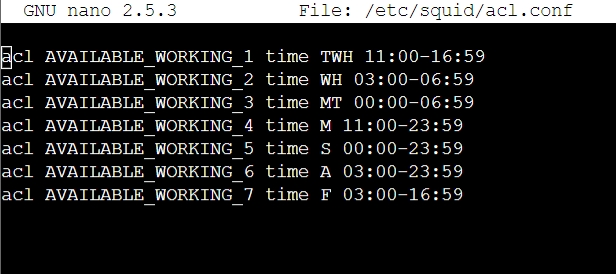 GNU nano 2.5.3 File: /etc/squid/acl.conf
acl AVAILABLE_WORKING_1 time TWH 11:00-16:59
acl AVAILABLE_WORKING_2 time WH 03:00-06:59
acl AVAILABLE_WORKING_3 time MT 00:00-06:59
acl AVAILABLE_WORKING_4 time M 11:00-23:59
acl AVAILABLE_WORKING_5 time S 00:00-23:59
acl AVAILABLE_WORKING_6 time A 03:00-23:59
acl AVAILABLE_WORKING_7 time F 03:00-16:59